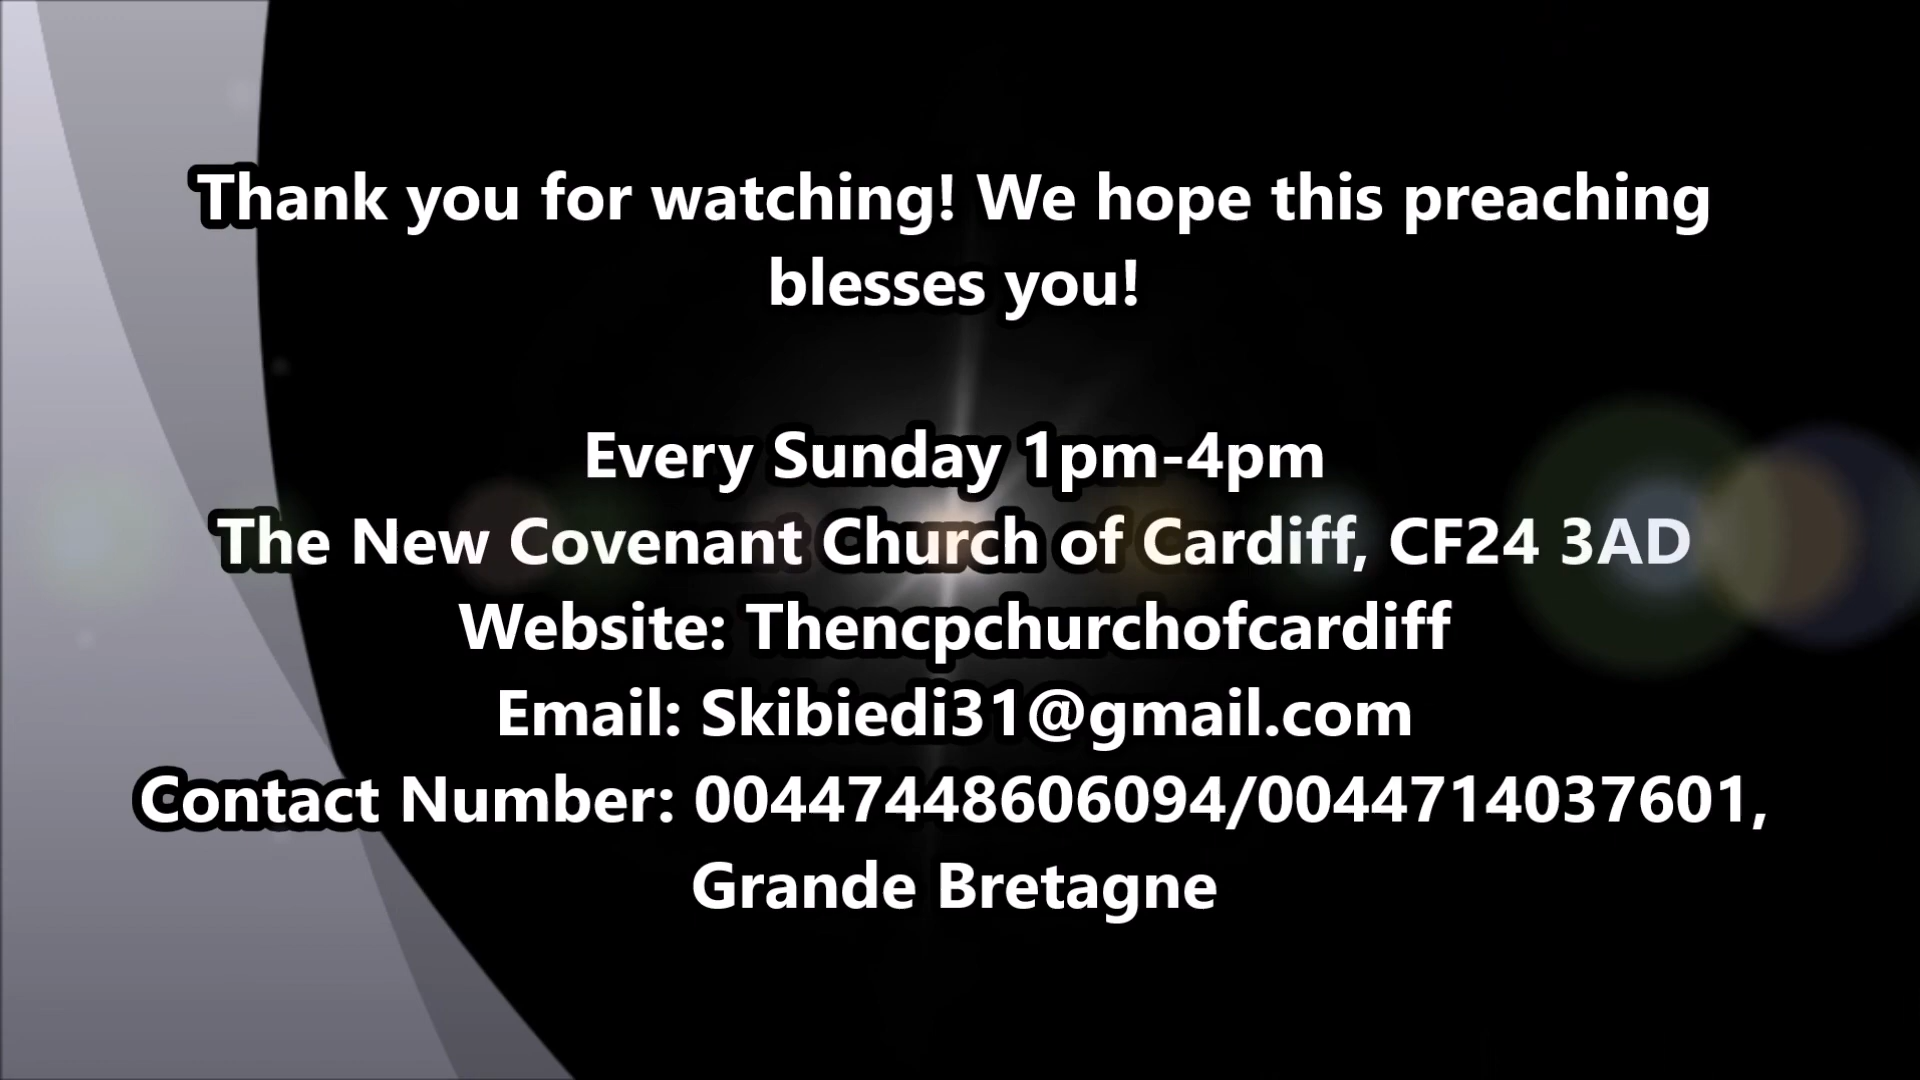 Thank you for watching! We hope this preaching
blesses you!
Every Sunday 1pm-4pm
The New Covenant Church of Cardiff, CF24 3AD
Website: Thencpchurchofcardiff
Email: Skibiedi31@gmail.com
Contact Number: 00447448606094/0044714037601,
Grande Bretagne